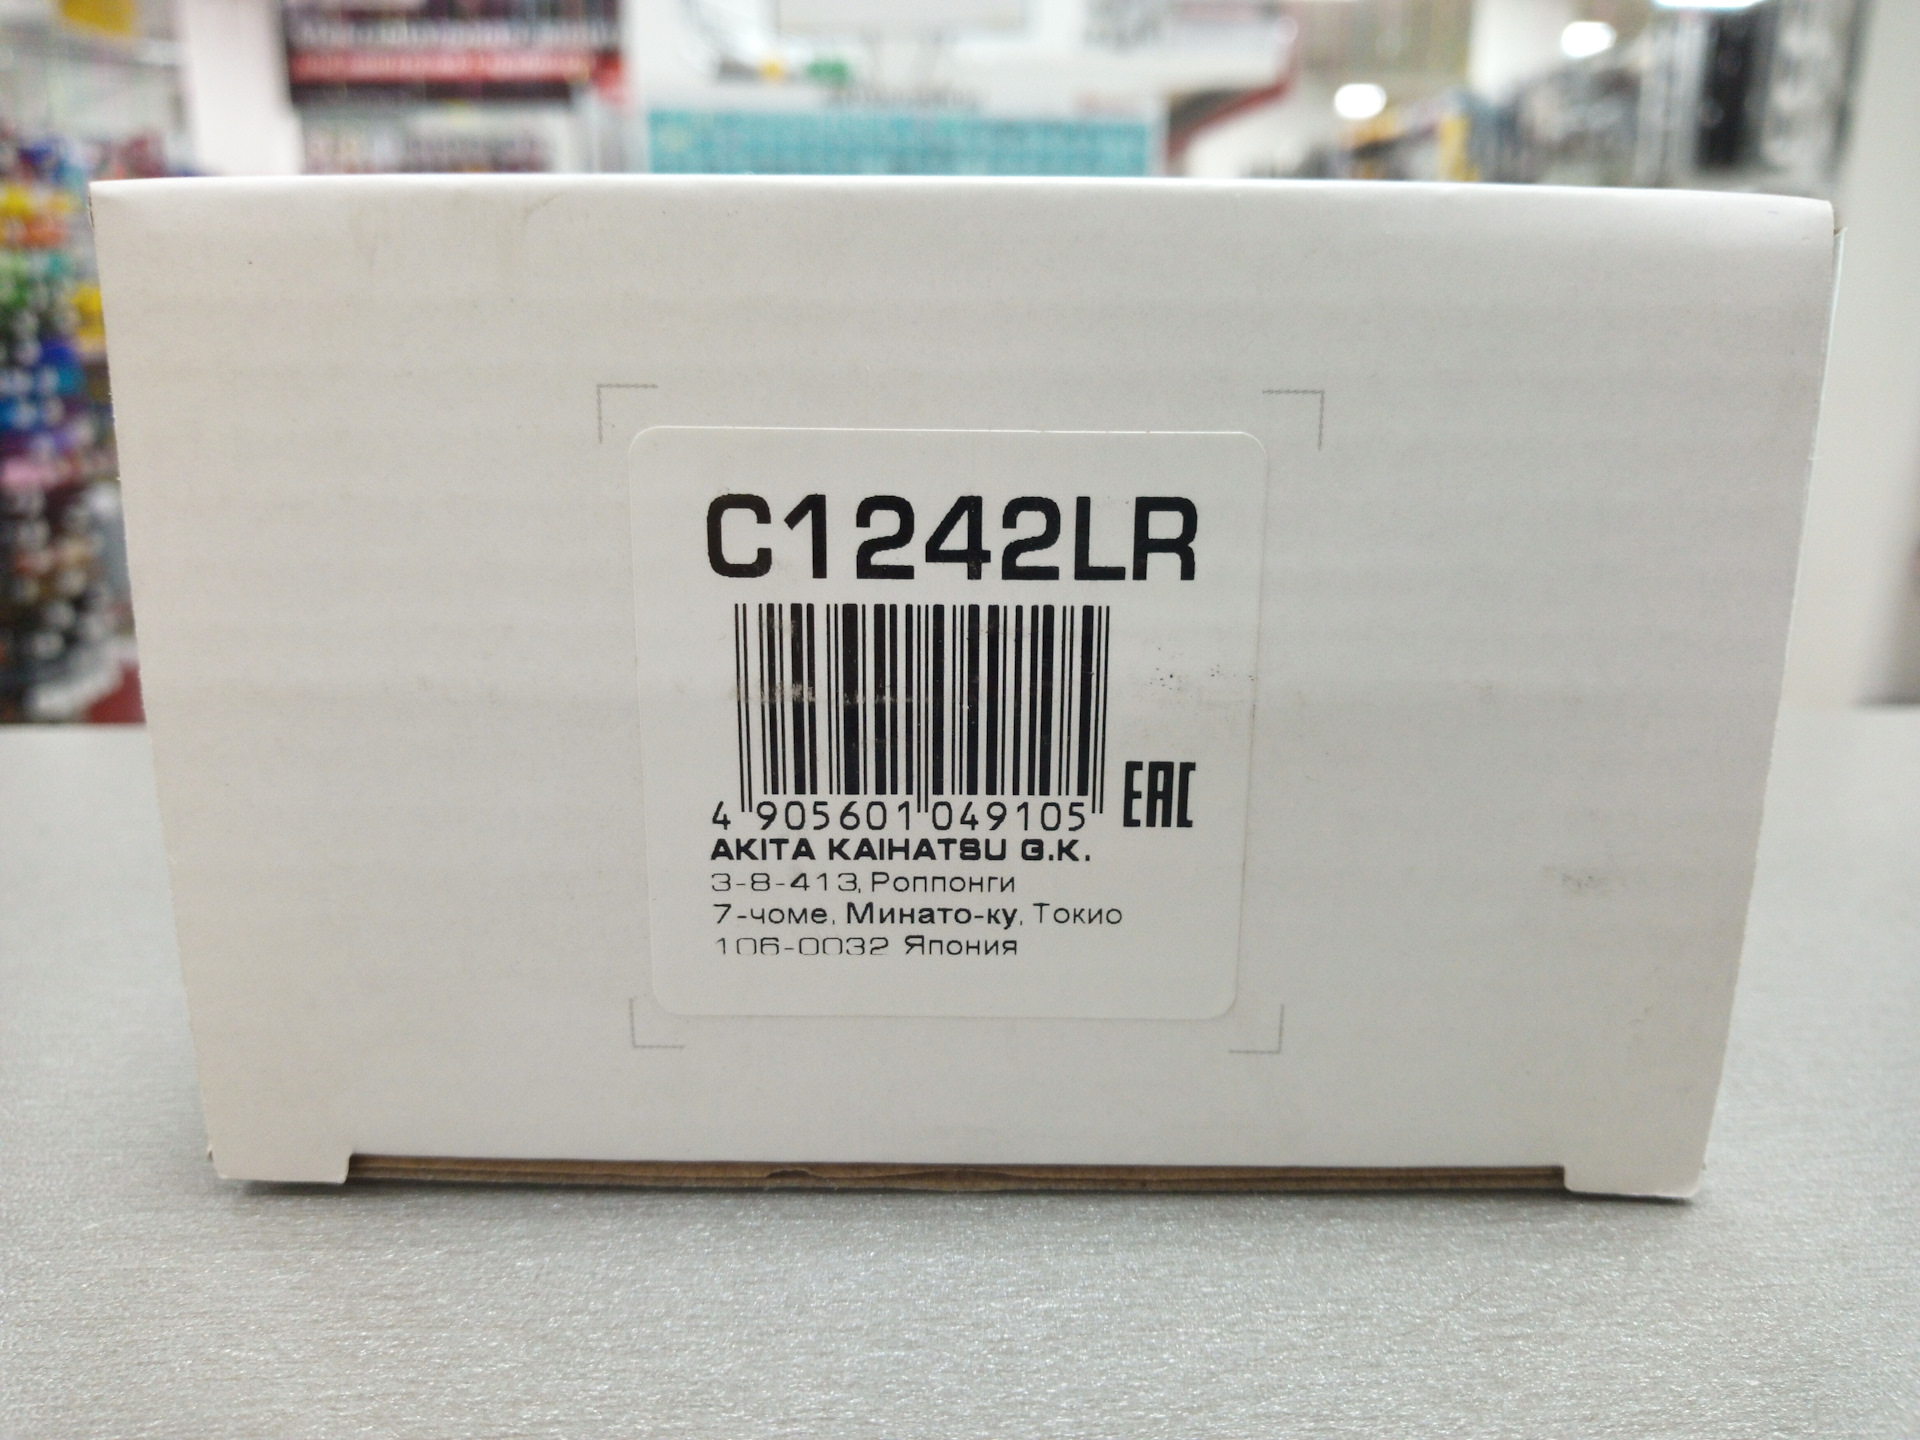 C1242LR
4 905601 049105
EAC
AKITA KAIHATSU G.K.
3-8-413, Роппонги
7-чоме, Минато-ку, Токио
106-0032 Япония